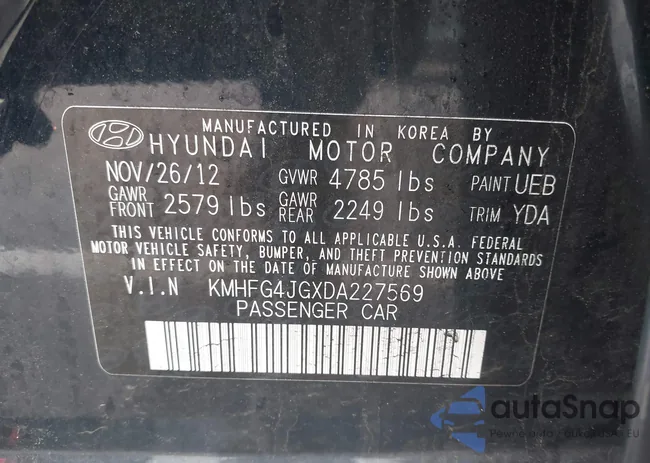 MANUFACTURED IN KOREA BY
HYUNDAI MOTOR COMPANY
NOV/26/12 GVWR 4785 lbs PAINT UEB
GAWR FRONT 2579 lbs GAWR REAR 2249 lbs TRIM YDA
THIS VEHICLE CONFORMS TO ALL APPLICABLE U.S.A. FEDERAL
MOTOR VEHICLE SAFETY, BUMPER, AND THEFT PREVENTION STANDARDS
IN EFFECT ON THE DATE OF MANUFACTURE SHOWN ABOVE
V.I.N KMHFG4JGXDA227569
PASSENGER CAR
autaSnap